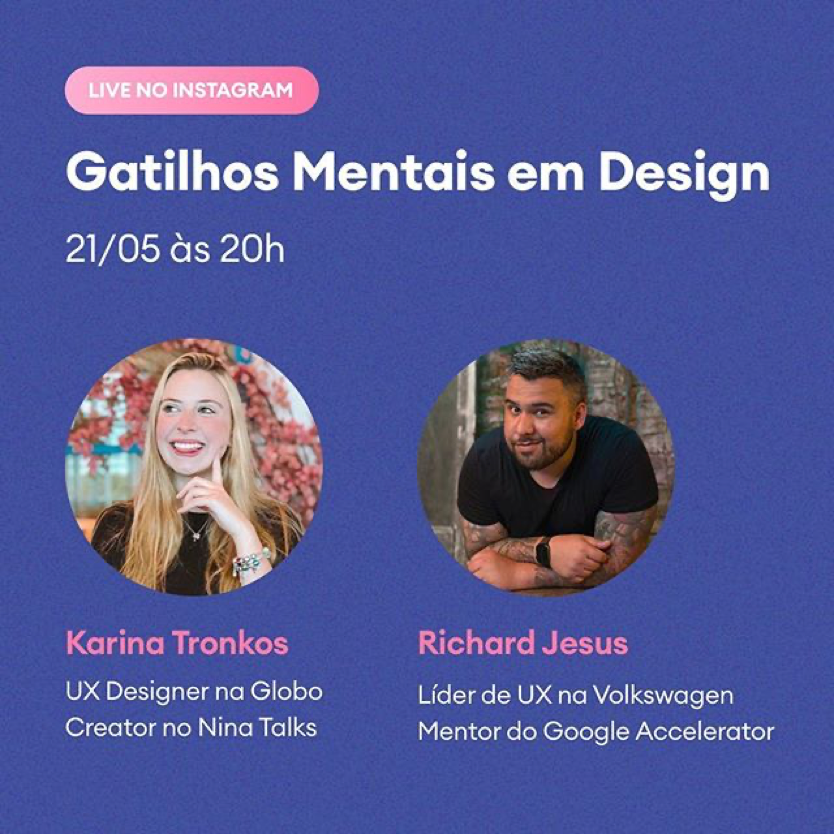 LIVE NO INSTAGRAM
Gatilhos Mentais em Design
21/05 às 20h
Karina Tronkos
UX Designer na Globo
Creator no Nina Talks
Richard Jesus
Líder de UX na Volkswagen
Mentor do Google Accelerator